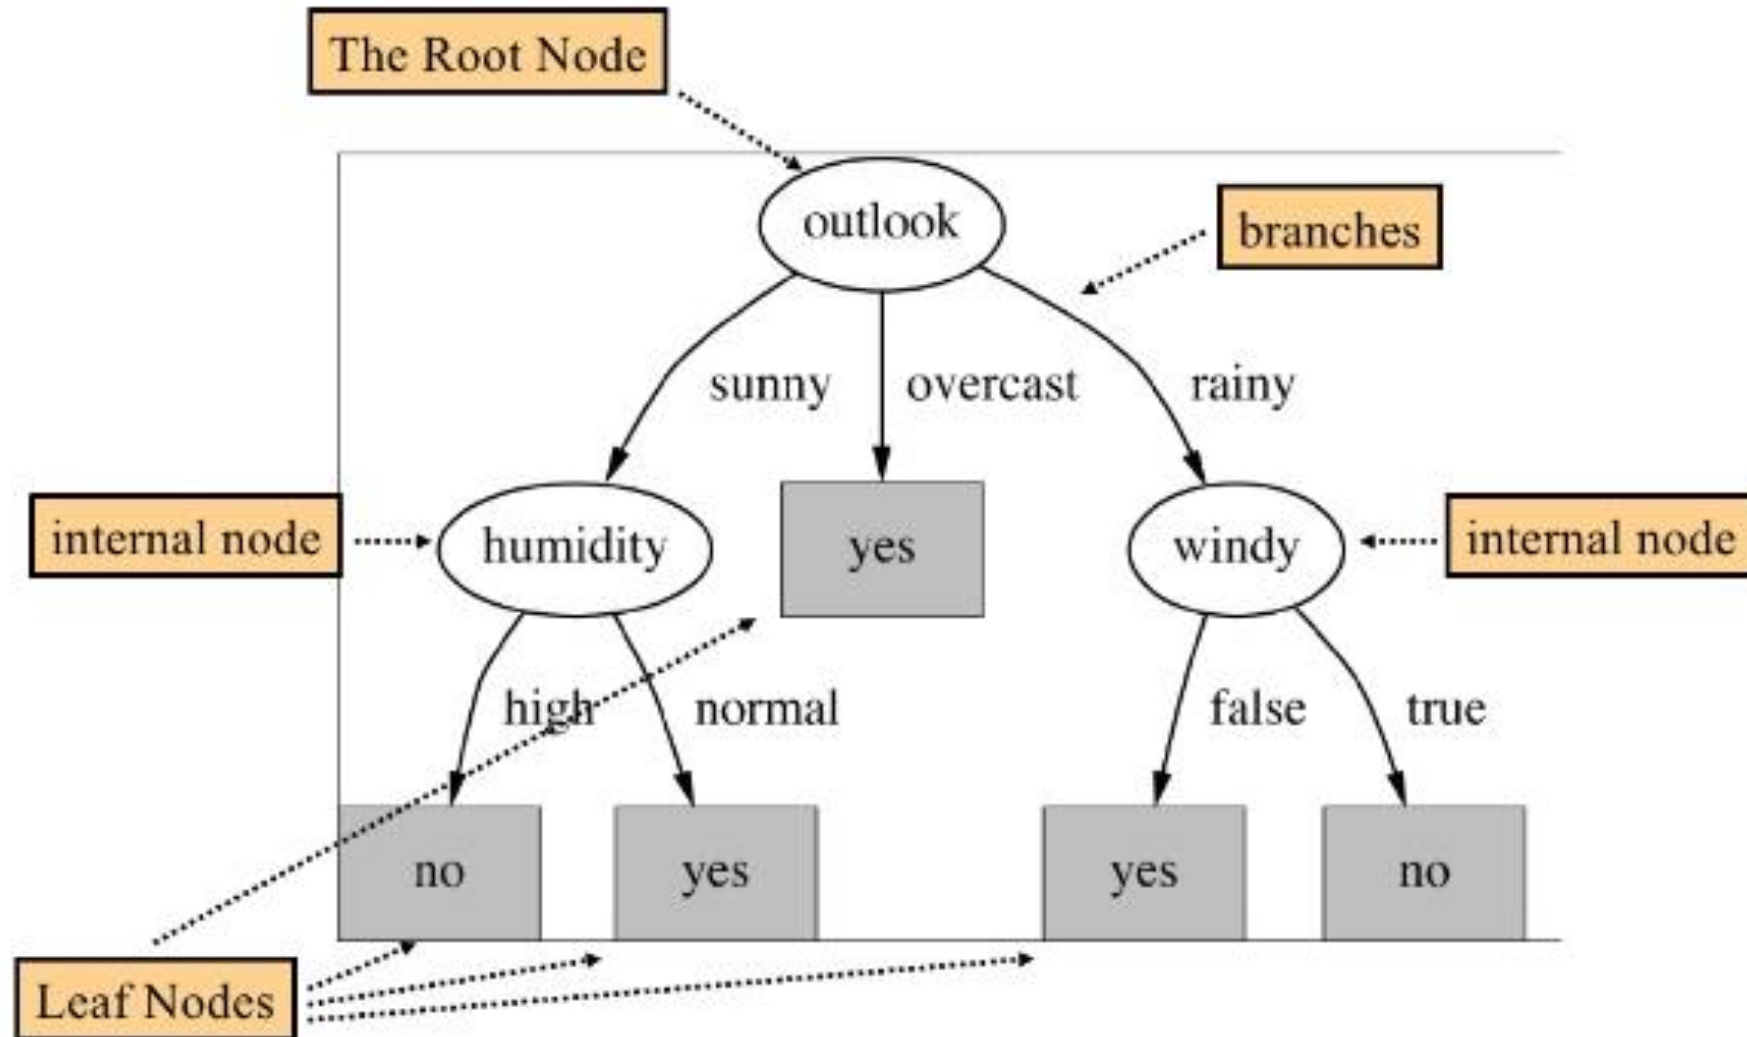 The Root Node
outlook
branches
sunny
overcast
rainy
internal node
humidity
yes
windy
internal node
high
normal
false
true
no
yes
yes
no
Leaf Nodes